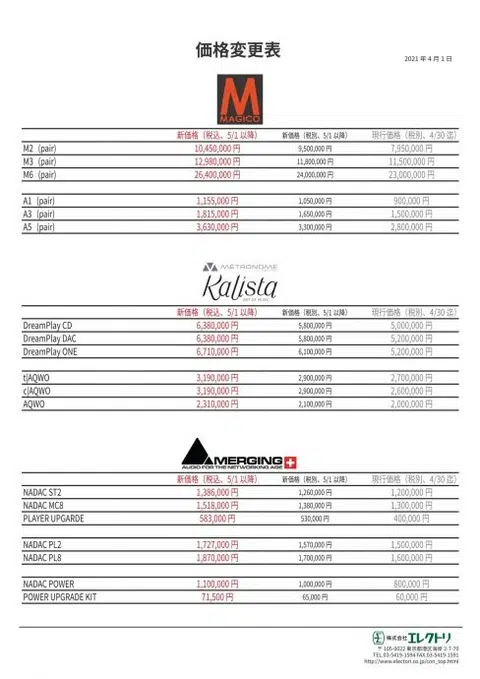 価格変更表
2021 年 4 月 1 日
M
MAGICO
新価格（税込、5/1 以降） 新価格（税別、5/1 以降） 現行価格（税別、4/30 迄）
M2 (pair) 10,450,000 円 9,500,000 円 7,950,000 円
M3 (pair) 12,980,000 円 11,800,000 円 11,500,000 円
M6 (pair) 26,400,000 円 24,000,000 円 23,000,000 円
A1 (pair) 1,155,000 円 1,050,000 円 900,000 円
A3 (pair) 1,815,000 円 1,650,000 円 1,500,000 円
A5 (pair) 3,630,000 円 3,300,000 円 2,800,000 円
METRONOME
Kalista
ART OF MUSIC
新価格（税込、5/1 以降） 新価格（税別、5/1 以降） 現行価格（税別、4/30 迄）
DreamPlay CD 6,380,000 円 5,800,000 円 5,000,000 円
DreamPlay DAC 6,380,000 円 5,800,000 円 5,200,000 円
DreamPlay ONE 6,710,000 円 6,100,000 円 5,200,000 円
t|AQWO 3,190,000 円 2,900,000 円 2,700,000 円
c|AQWO 3,190,000 円 2,900,000 円 2,600,000 円
AQWO 2,310,000 円 2,100,000 円 2,000,000 円
MERGING
AUDIO FOR THE NETWORKING AGE
新価格（税込、5/1 以降） 新価格（税別、5/1 以降） 現行価格（税別、4/30 迄）
NADAC ST2 1,386,000 円 1,260,000 円 1,200,000 円
NADAC MC8 1,518,000 円 1,380,000 円 1,300,000 円
PLAYER UPGARDE 583,000 円 530,000 円 400,000 円
NADAC PL2 1,727,000 円 1,570,000 円 1,500,000 円
NADAC PL8 1,870,000 円 1,700,000 円 1,600,000 円
NADAC POWER 1,100,000 円 1,000,000 円 800,000 円
POWER UPGRADE KIT 71,500 円 65,000 円 60,000 円
株式会社 エレクトリ
〒 105-0022 東京都港区海岸 2-7-70
TEL.03-5419-1594 FAX.03-5419-1591
http://www.electori.co.jp/con_top.html